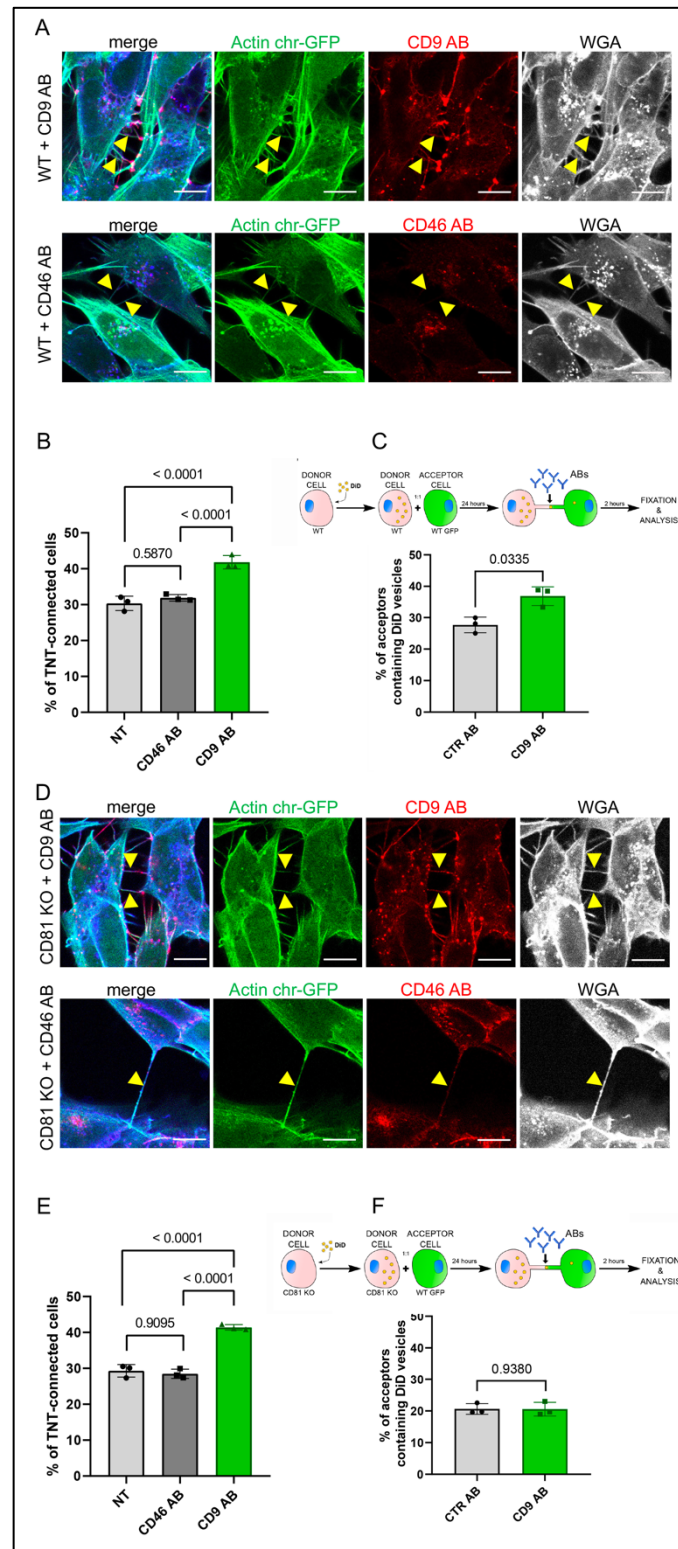 A
merge
Actin chr-GFP
CD9 AB
WGA
WT + CD9 AB
merge
Actin chr-GFP
CD46 AB
WGA
WT + CD46 AB
B
< 0.0001
< 0.0001
0.5870
% of TNT-connected cells
50
40
30
20
10
0
NT
CD46 AB
CD9 AB
C
DONOR
CELL
DiD
WT
DONOR
CELL
WT
1:1
+
ACCEPTOR
CELL
WT GFP
24 hours
ABs
2 hours
FIXATION
&
ANALYSIS
0.0335
% of acceptors
containing DiD vesicles
50
40
30
20
10
0
CTR AB
CD9 AB
D
merge
Actin chr-GFP
CD9 AB
WGA
CD81 KO + CD9 AB
merge
Actin chr-GFP
CD46 AB
WGA
CD81 KO + CD46 AB
E
< 0.0001
< 0.0001
0.9095
% of TNT-connected cells
50
40
30
20
10
0
NT
CD46 AB
CD9 AB
F
DONOR
CELL
DiD
CD81 KO
DONOR
CELL
CD81 KO
1:1
+
ACCEPTOR
CELL
WT GFP
24 hours
ABs
2 hours
FIXATION
&
ANALYSIS
0.9380
% of acceptors
containing DiD vesicles
50
40
30
20
10
0
CTR AB
CD9 AB